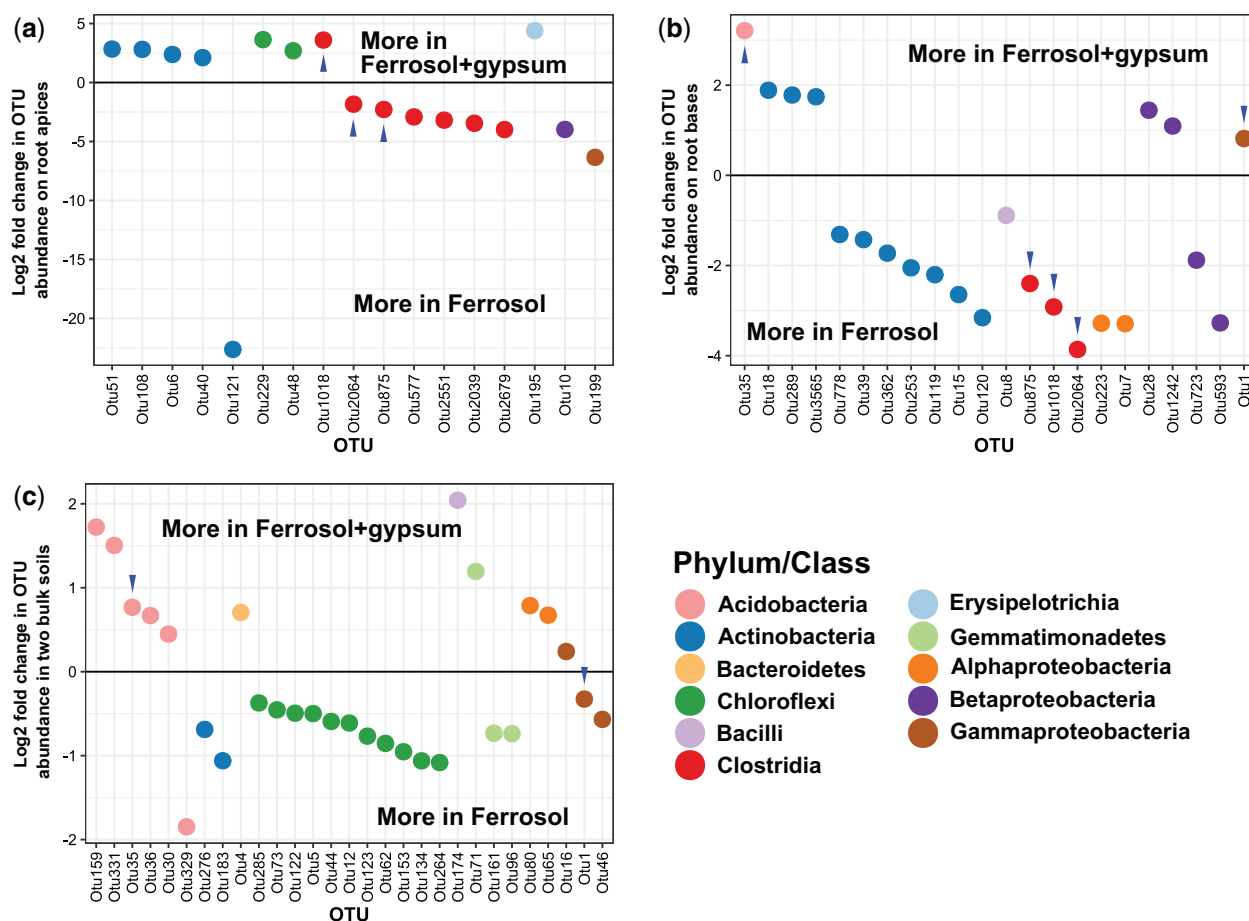 (a)
Log2 fold change in OTU
abundance on root apices
5
0
-5
-10
-15
-20
More in
Ferrosol+gypsum
More in Ferrosol
Otu51
Otu108
Otu6
Otu40
Otu121
Otu229
Otu48
Otu1018
Otu2064
Otu875
Otu577
Otu2551
Otu2039
Otu2679
Otu195
Otu10
Otu199
OTU
(b)
Log2 fold change in OTU
abundance on root bases
2
0
-2
-4
More in Ferrosol+gypsum
More in Ferrosol
Otu35
Otu18
Otu289
Otu3565
Otu778
Otu39
Otu362
Otu253
Otu119
Otu15
Otu120
Otu8
Otu875
Otu1018
Otu2064
Otu223
Otu7
Otu28
Otu1242
Otu723
Otu593
Otu1
OTU
(c)
Log2 fold change in OTU
abundance in two bulk soils
2
1
0
-1
-2
More in Ferrosol+gypsum
More in Ferrosol
Otu159
Otu331
Otu35
Otu36
Otu30
Otu329
Otu276
Otu183
Otu4
Otu285
Otu73
Otu122
Otu5
Otu44
Otu12
Otu123
Otu62
Otu153
Otu134
Otu264
Otu174
Otu71
Otu161
Otu96
Otu80
Otu65
Otu16
Otu1
Otu46
OTU
Phylum/Class
Acidobacteria
Actinobacteria
Bacteroidetes
Chloroflexi
Bacilli
Clostridia
Erysipelotrichia
Gemmatimonadetes
Alphaproteobacteria
Betaproteobacteria
Gammaproteobacteria